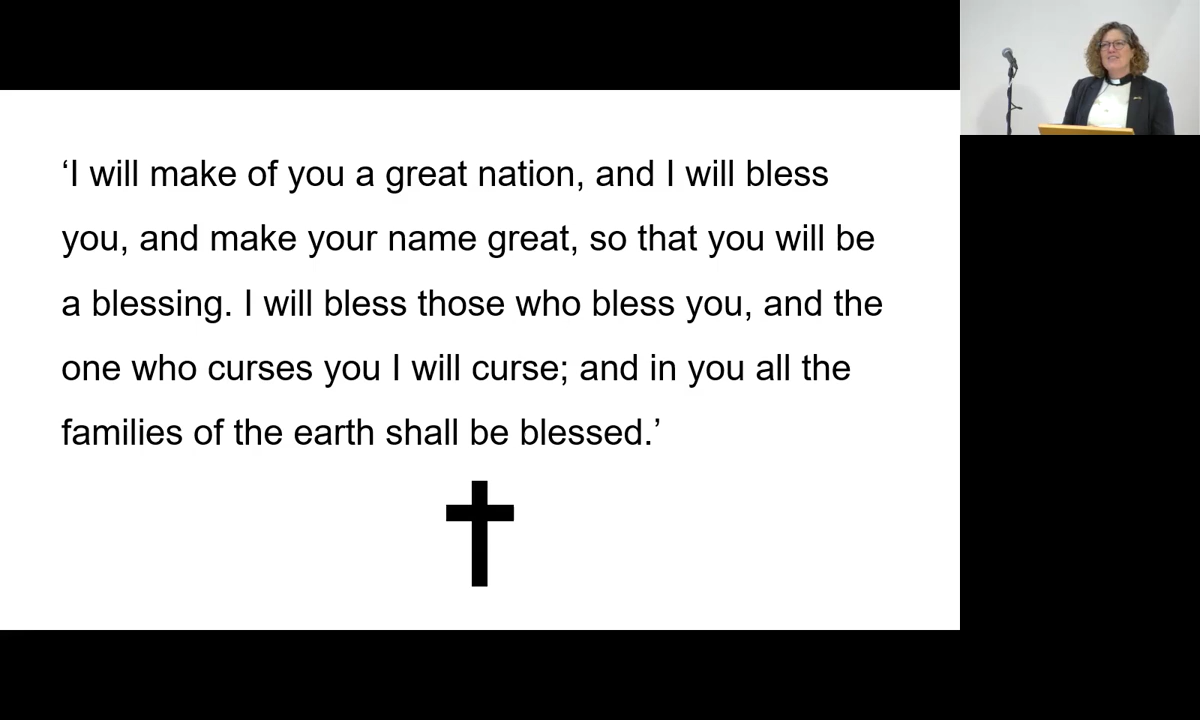 ‘I will make of you a great nation, and I will bless
you, and make your name great, so that you will be
a blessing. I will bless those who bless you, and the
one who curses you I will curse; and in you all the
families of the earth shall be blessed.’